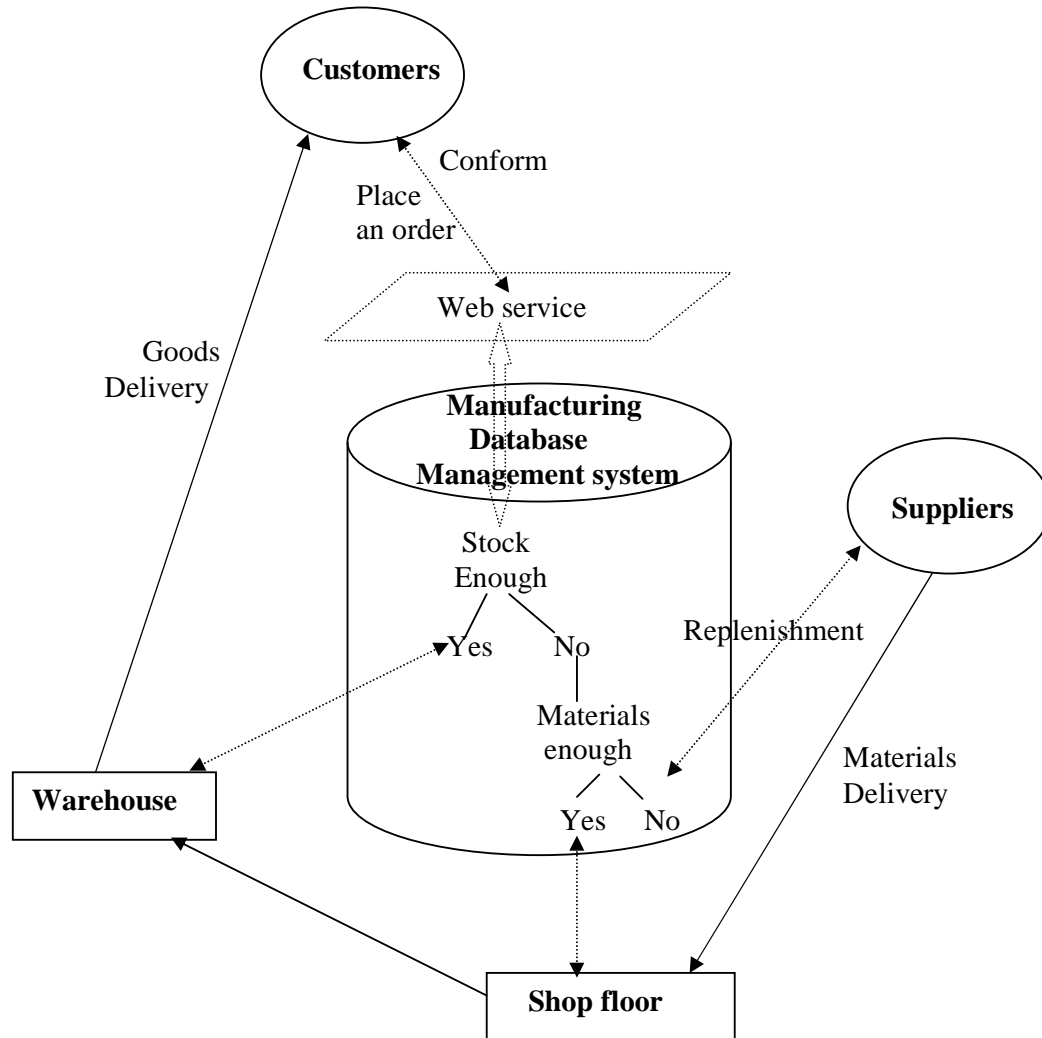 Customers
Conform
Place
an order
Web service
Goods
Delivery
Manufacturing
Database
Management system
Suppliers
Stock
Enough
Yes
No
Replenishment
Materials
enough
Materials
Delivery
Warehouse
Yes
No
Shop floor